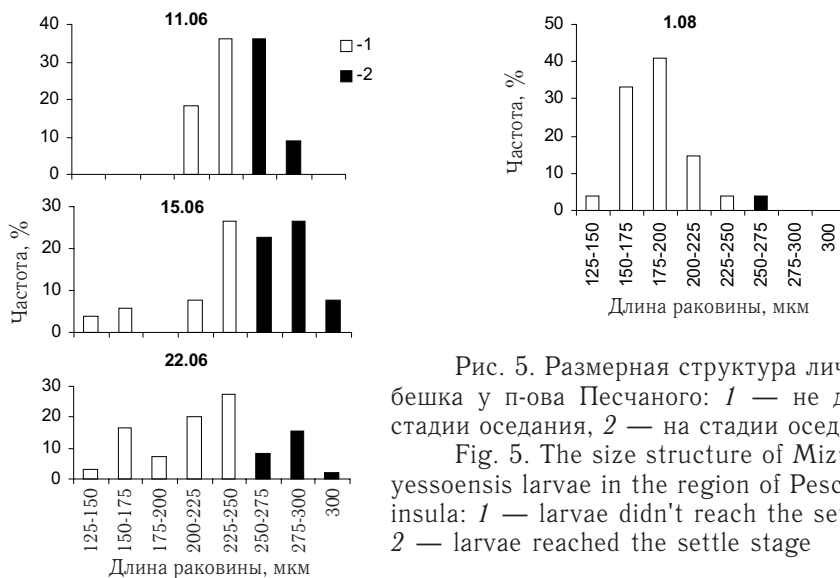 11.06
-1
-2
Частота, %
40
30
20
10
0
15.06
30
20
10
0
22.06
30
20
10
0
125-150 150-175 175-200 200-225 225-250 250-275 275-300 300
Длина раковины, мкм
1.08
Частота, %
50
40
30
20
10
0
125-150 150-175 175-200 200-225 225-250 250-275 275-300 300
Длина раковины, мкм
Рис. 5. Размерная структура лич
бешка у п-ова Песчаного: 1 — не д
стадии оседания, 2 — на стадии осед
Fig. 5. The size structure of Miz
yessoensis larvae in the region of Pesc
insula: 1 — larvae didn't reach the se
2 — larvae reached the settle stage